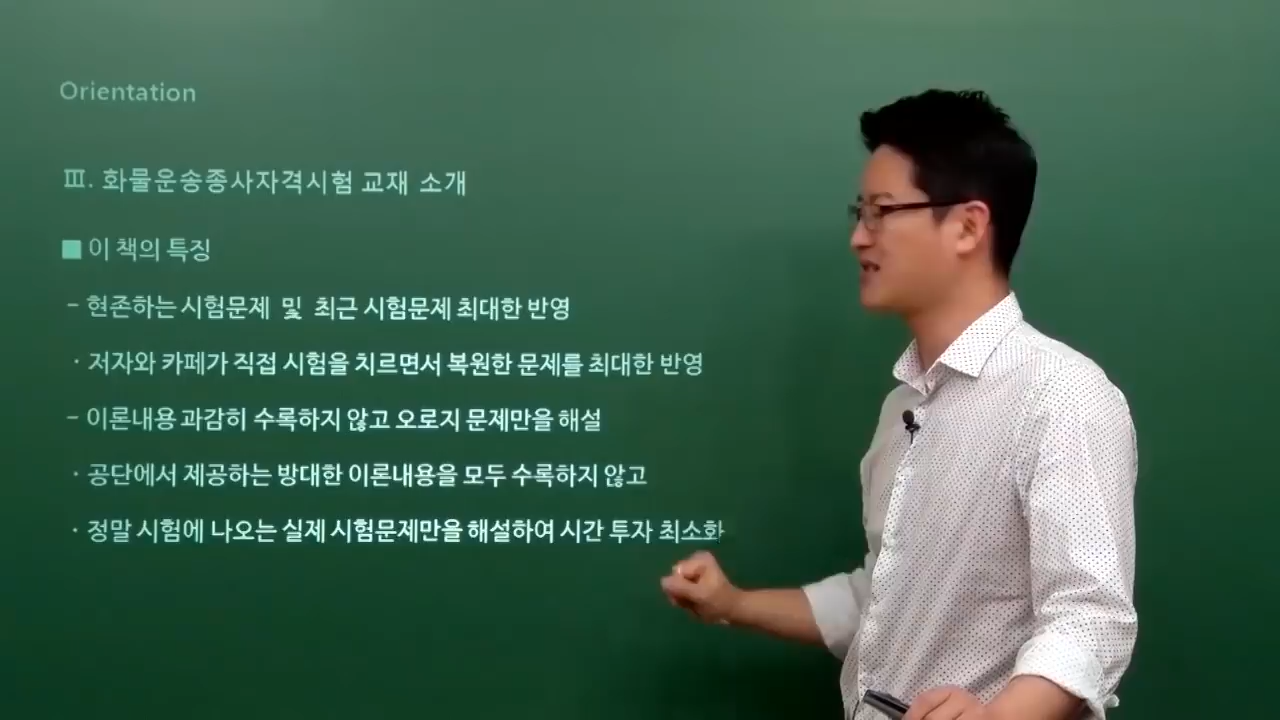 Orientation
Ⅲ. 화물운송종사자격시험 교재 소개
■ 이 책의 특징
- 현존하는 시험문제 및 최근 시험문제 최대한 반영
· 저자와 카페가 직접 시험을 치르면서 복원한 문제를 최대한 반영
- 이론내용 과감히 수록하지 않고 오로지 문제만을 해설
· 공단에서 제공하는 방대한 이론내용을 모두 수록하지 않고
· 정말 시험에 나오는 실제 시험문제만을 해설하여 시간 투자 최소화